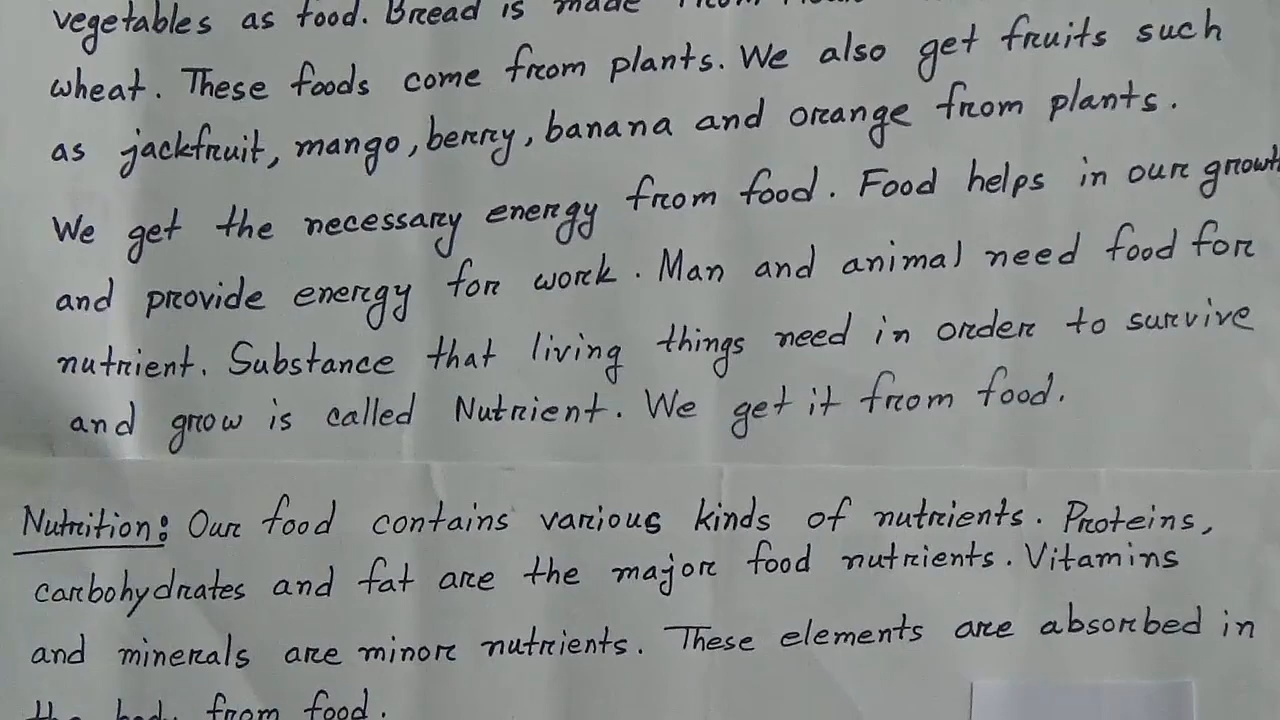 vegetables as food. Bread is made from
wheat. These foods come from plants. We also get fruits such
as jackfruit, mango, berry, banana and orange from plants.
We get the necessary energy from food. Food helps in our growth
and provide energy for work. Man and animal need food for
nutrient. Substance that living things need in order to survive
and grow is called Nutrient. We get it from food.
Nutrition: Our food contains various kinds of nutrients. Proteins,
carbohydrates and fat are the major food nutrients. Vitamins
and minerals are minor nutrients. These elements are absorbed in
the body from food.